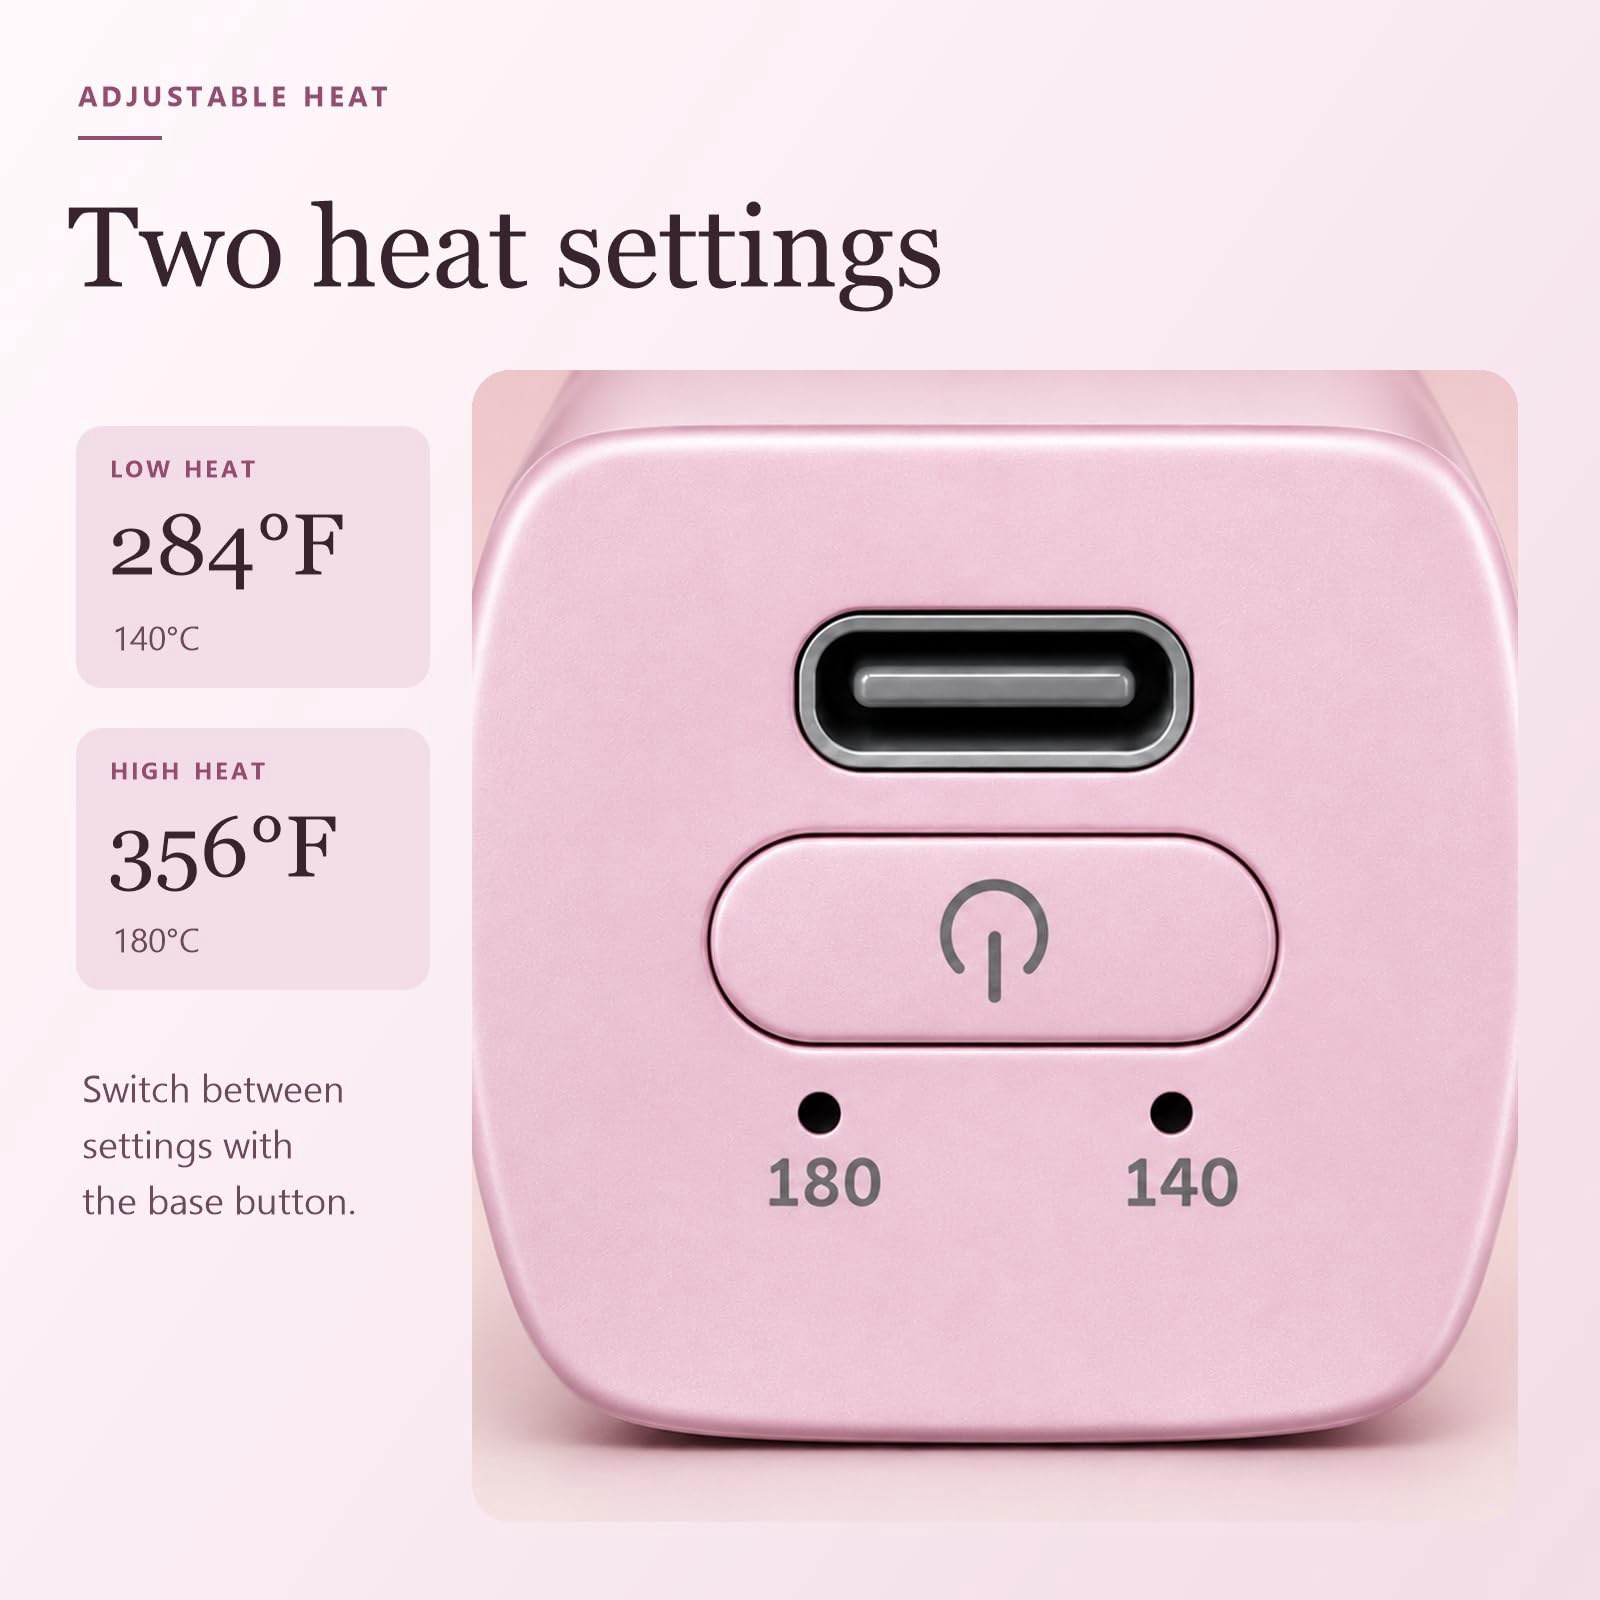 ADJUSTABLE HEAT
Two heat settings
LOW HEAT
284°F
140°C
HIGH HEAT
356°F
180°C
Switch between
settings with
the base button.
180
140